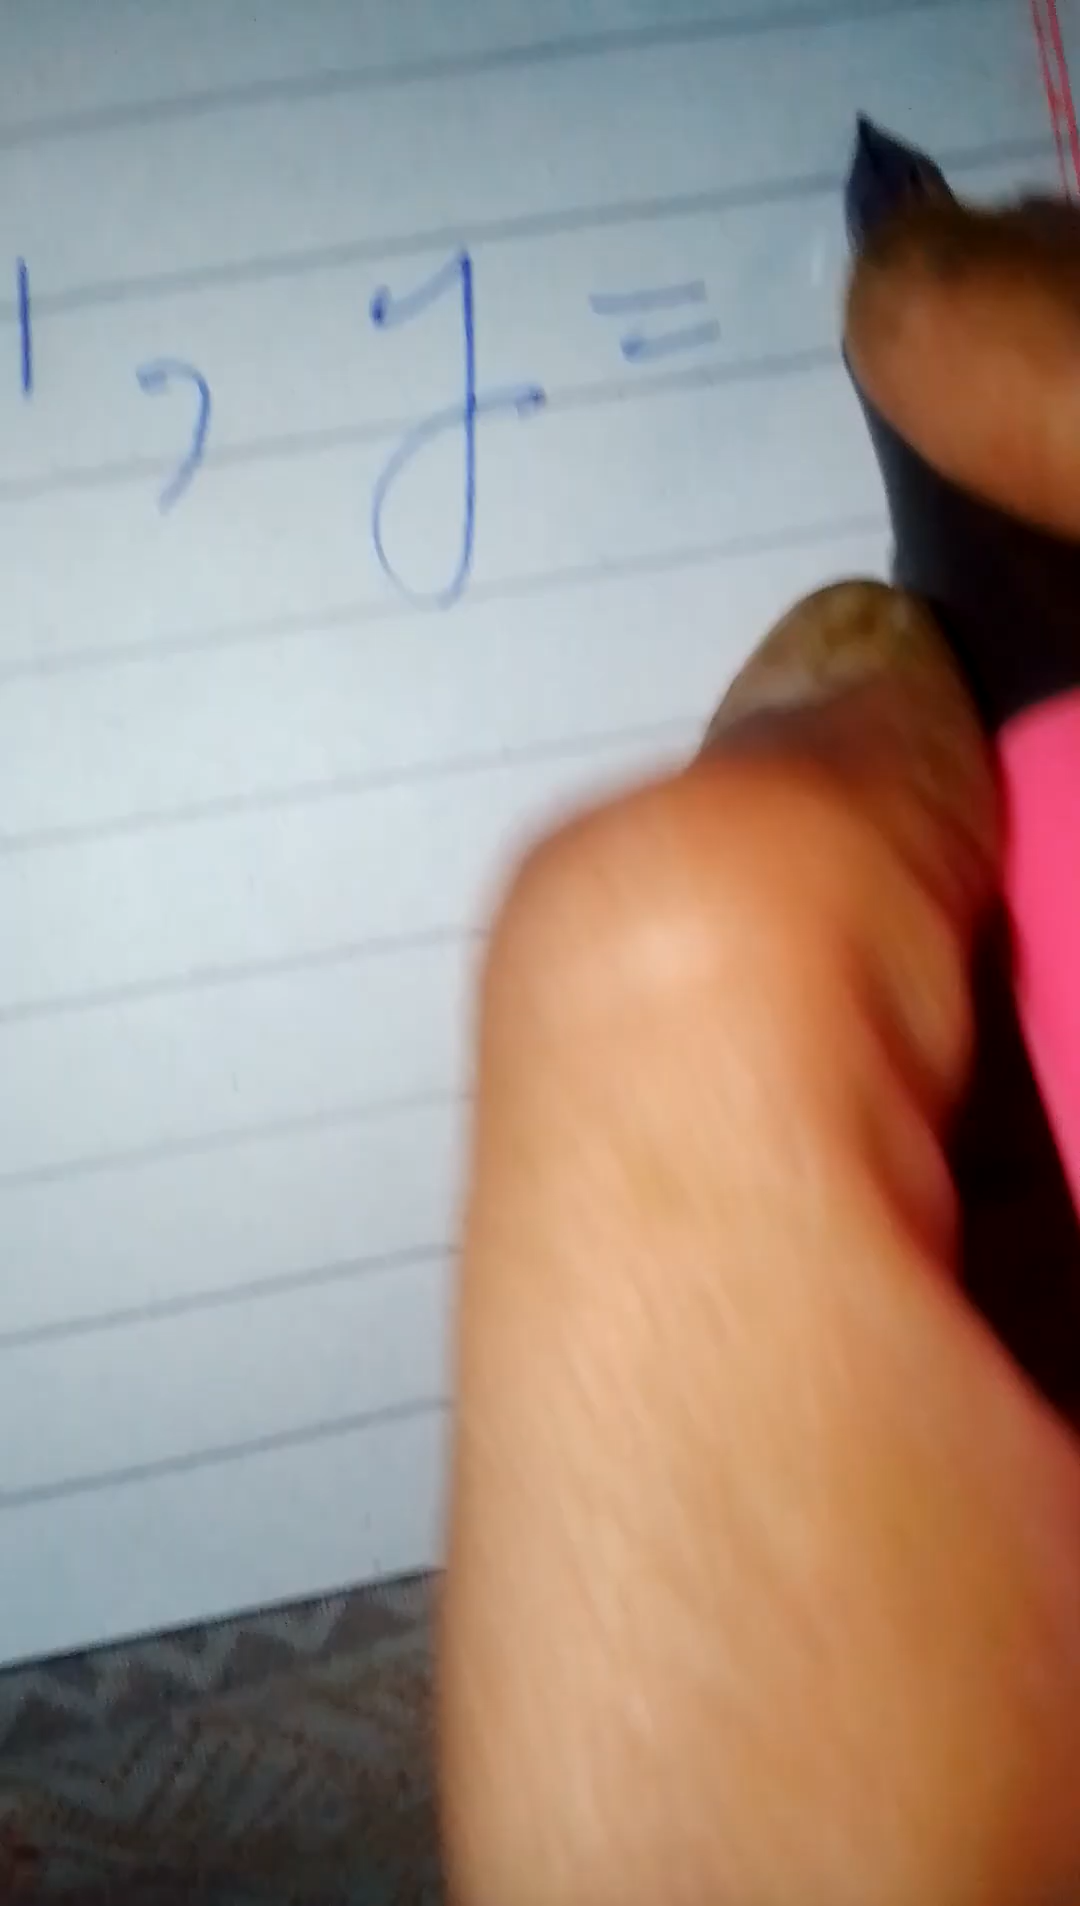 1, y =